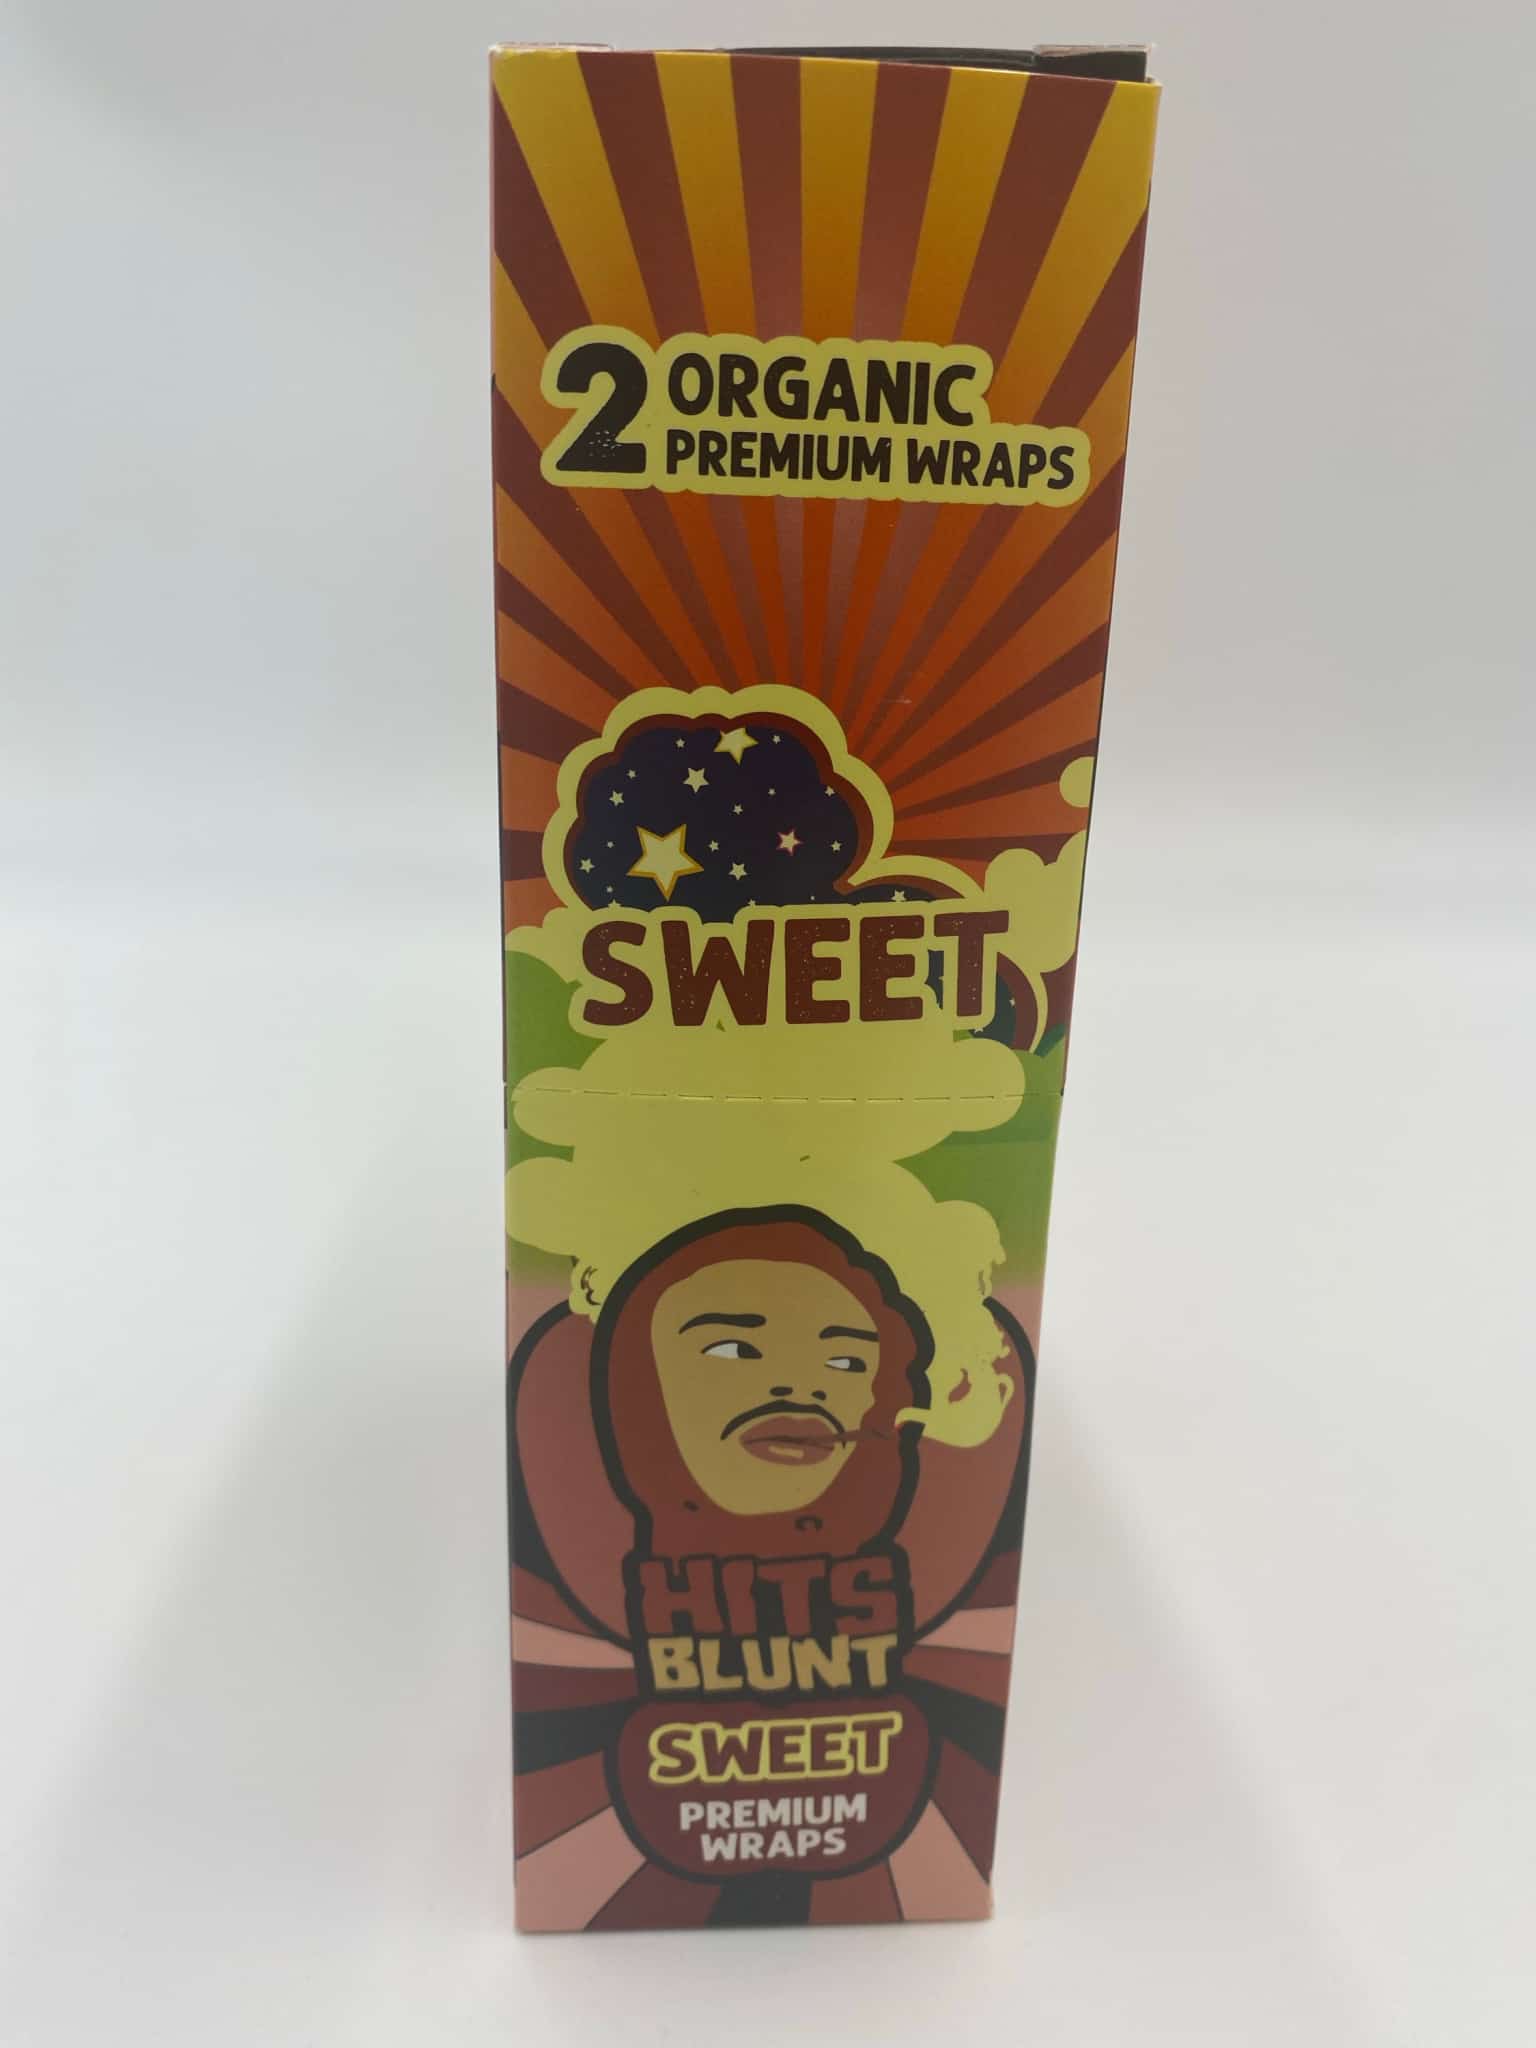 2 ORGANIC
PREMIUM WRAPS
SWEET
HITS
BLUNT
SWEET
PREMIUM
WRAPS